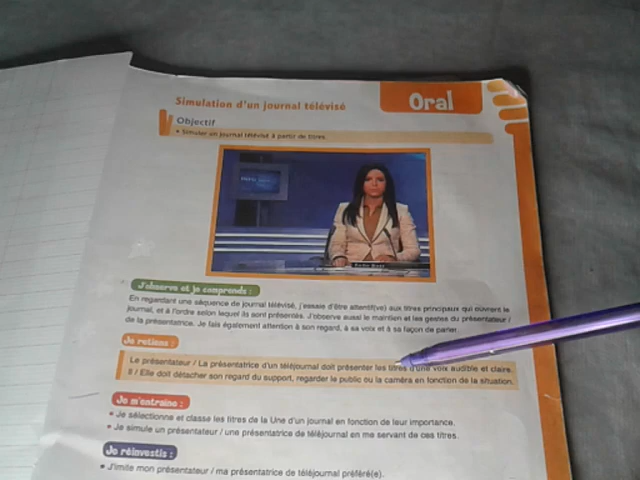 Oral
Simulation d'un journal télévisé
Objectif
• Simuler un journal télévisé à partir de titres.
J'observe et je comprends :
En regardant une séquence de journal télévisé, j'essaie d'être attentif(ve) aux titres principaux qui ouvrent le
journal, et à l'ordre selon lequel ils sont présentés. J'observe aussi le maintien et les gestes du présentateur /
de la présentatrice. Je fais également attention à son regard, à sa voix et à sa façon de parler.
Je retiens :
Le présentateur / La présentatrice d'un téléjournal doit présenter les titres d'une voix audible et claire.
Il / Elle doit détacher son regard du support, regarder le public ou la caméra en fonction de la situation.
Je m'entraine :
• Je sélectionne et classe les titres de la Une d'un journal en fonction de leur importance.
• Je simule un présentateur / une présentatrice de téléjournal en me servant de ces titres.
Je réinvestis :
• J'imite mon présentateur / ma présentatrice de téléjournal préféré(e).